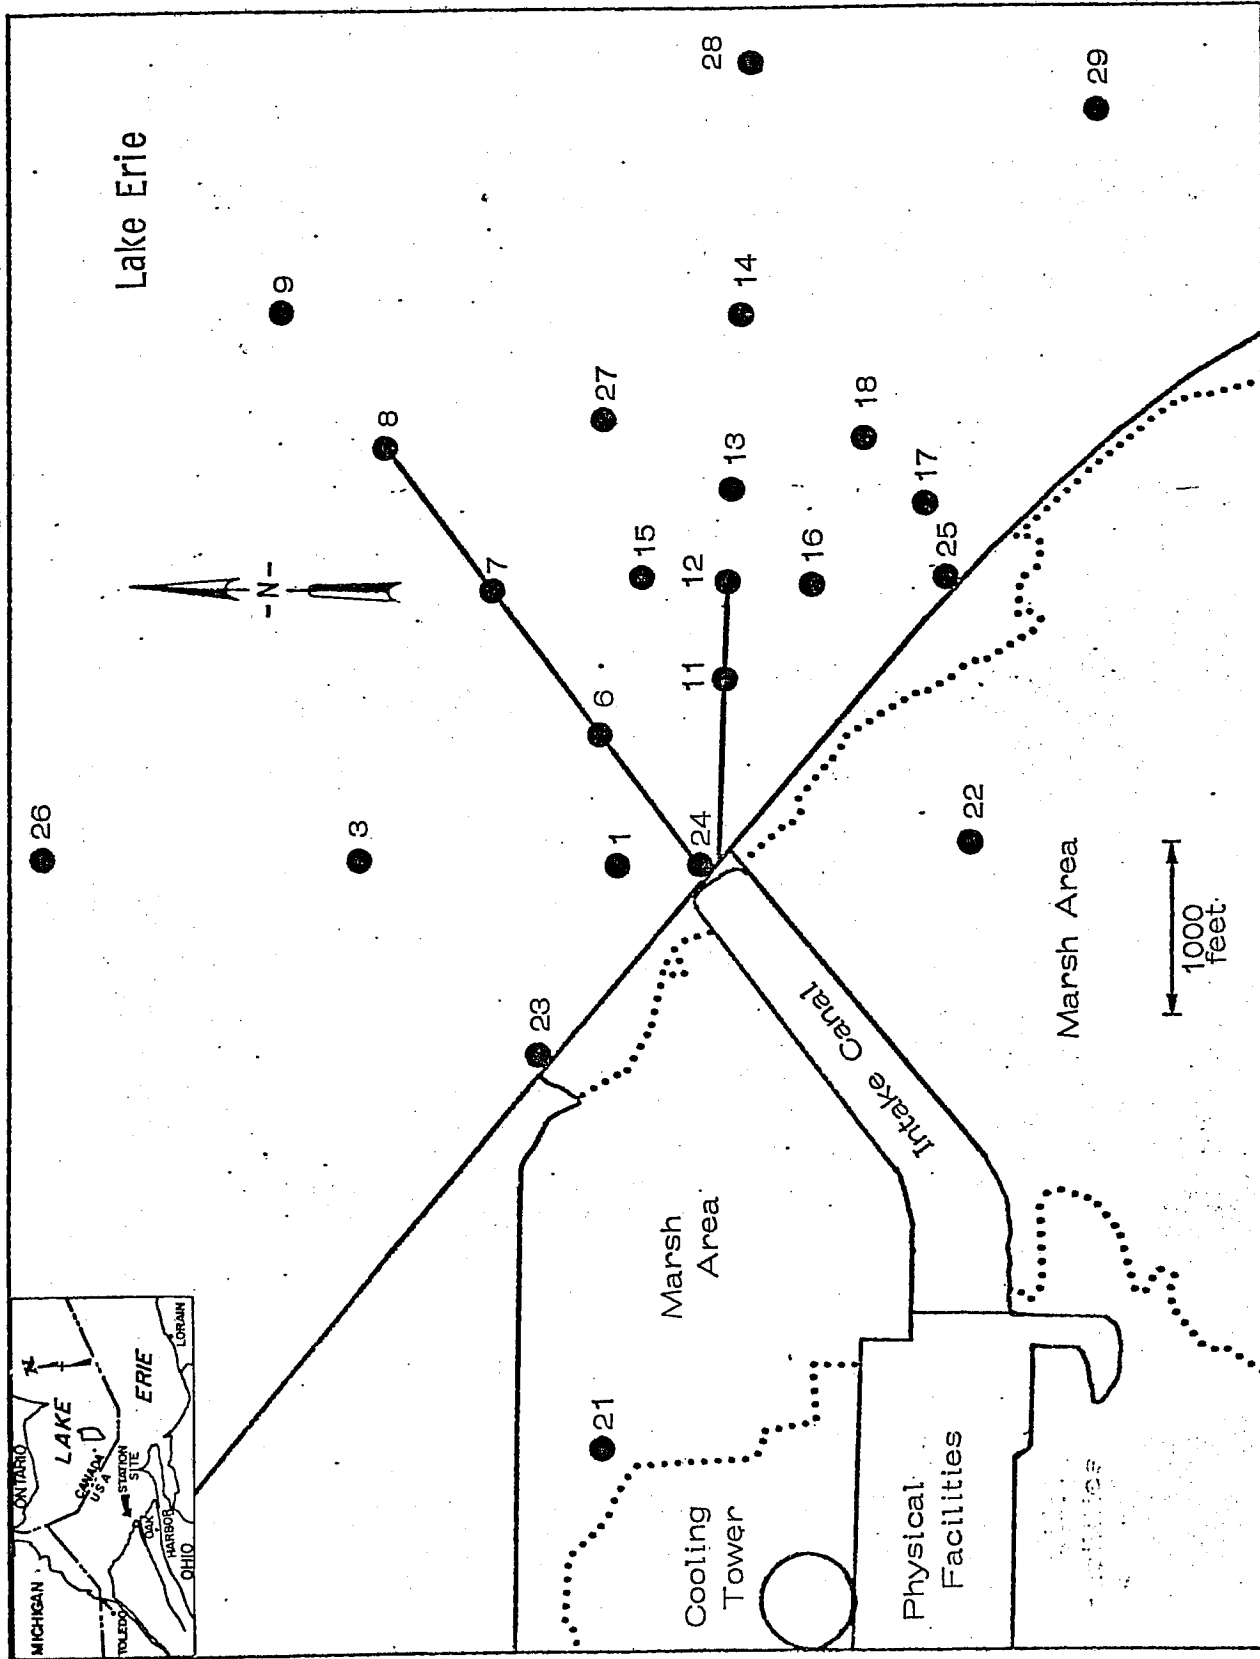 MICHIGAN
ONTARIO
N
LAKE
ERIE
CANADA
USA
STATION
SITE
TOLEDO
OAK
HARBOR
OHIO
LORAIN
Lake Erie
-N-
26
3
1
24
6
7
8
9
11
12
13
14
15
16
17
18
25
27
28
29
23
22
21
Marsh
Area
Intake Canal
Marsh Area
Cooling
Tower
Physical
Facilities
1000
feet